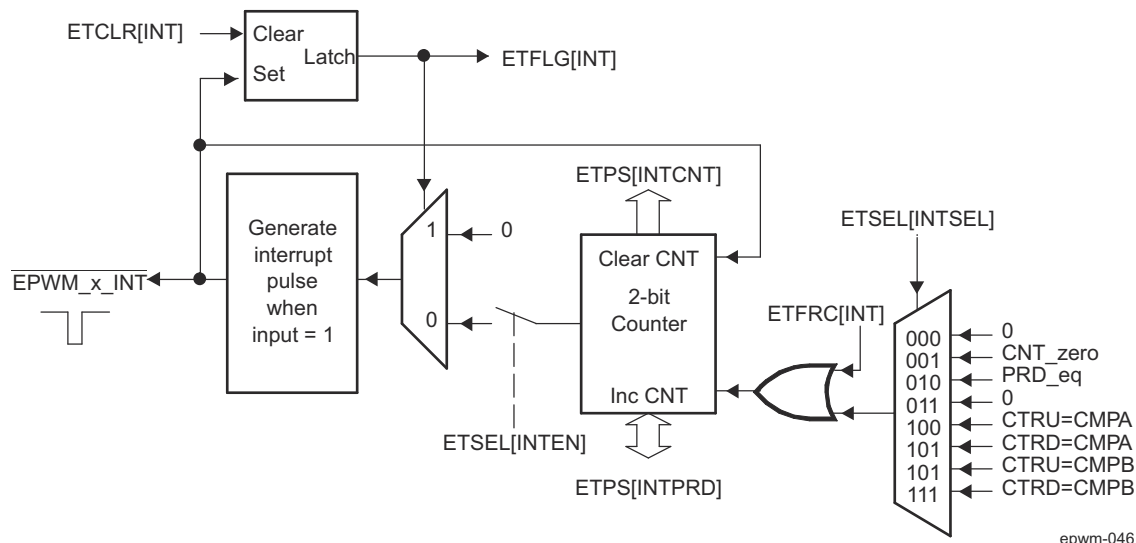 ETCLR[INT]
Clear
Latch
Set
ETFLG[INT]
ETPS[INTCNT]
ETSEL[INTSEL]
Generate
interrupt
pulse
when
input = 1
1
0
0
Clear CNT
2-bit
Counter
Inc CNT
EPWM_x_INT
ETFRC[INT]
ETSEL[INTEN]
ETPS[INTPRD]
000 0
001 CNT_zero
010 PRD_eq
011 0
100 CTRU=CMPA
101 CTRD=CMPA
101 CTRU=CMPB
111 CTRD=CMPB
epwm-046